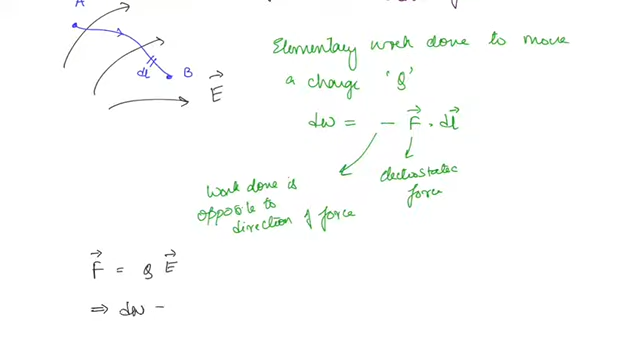 A
dl
B
E⃗
Elementary work done to move
a charge 'Q'
dw = - F⃗ . dl⃗
Work done is
opposite to
direction of force
electrostatic
force
F⃗ = Q E⃗
⇒ dw -